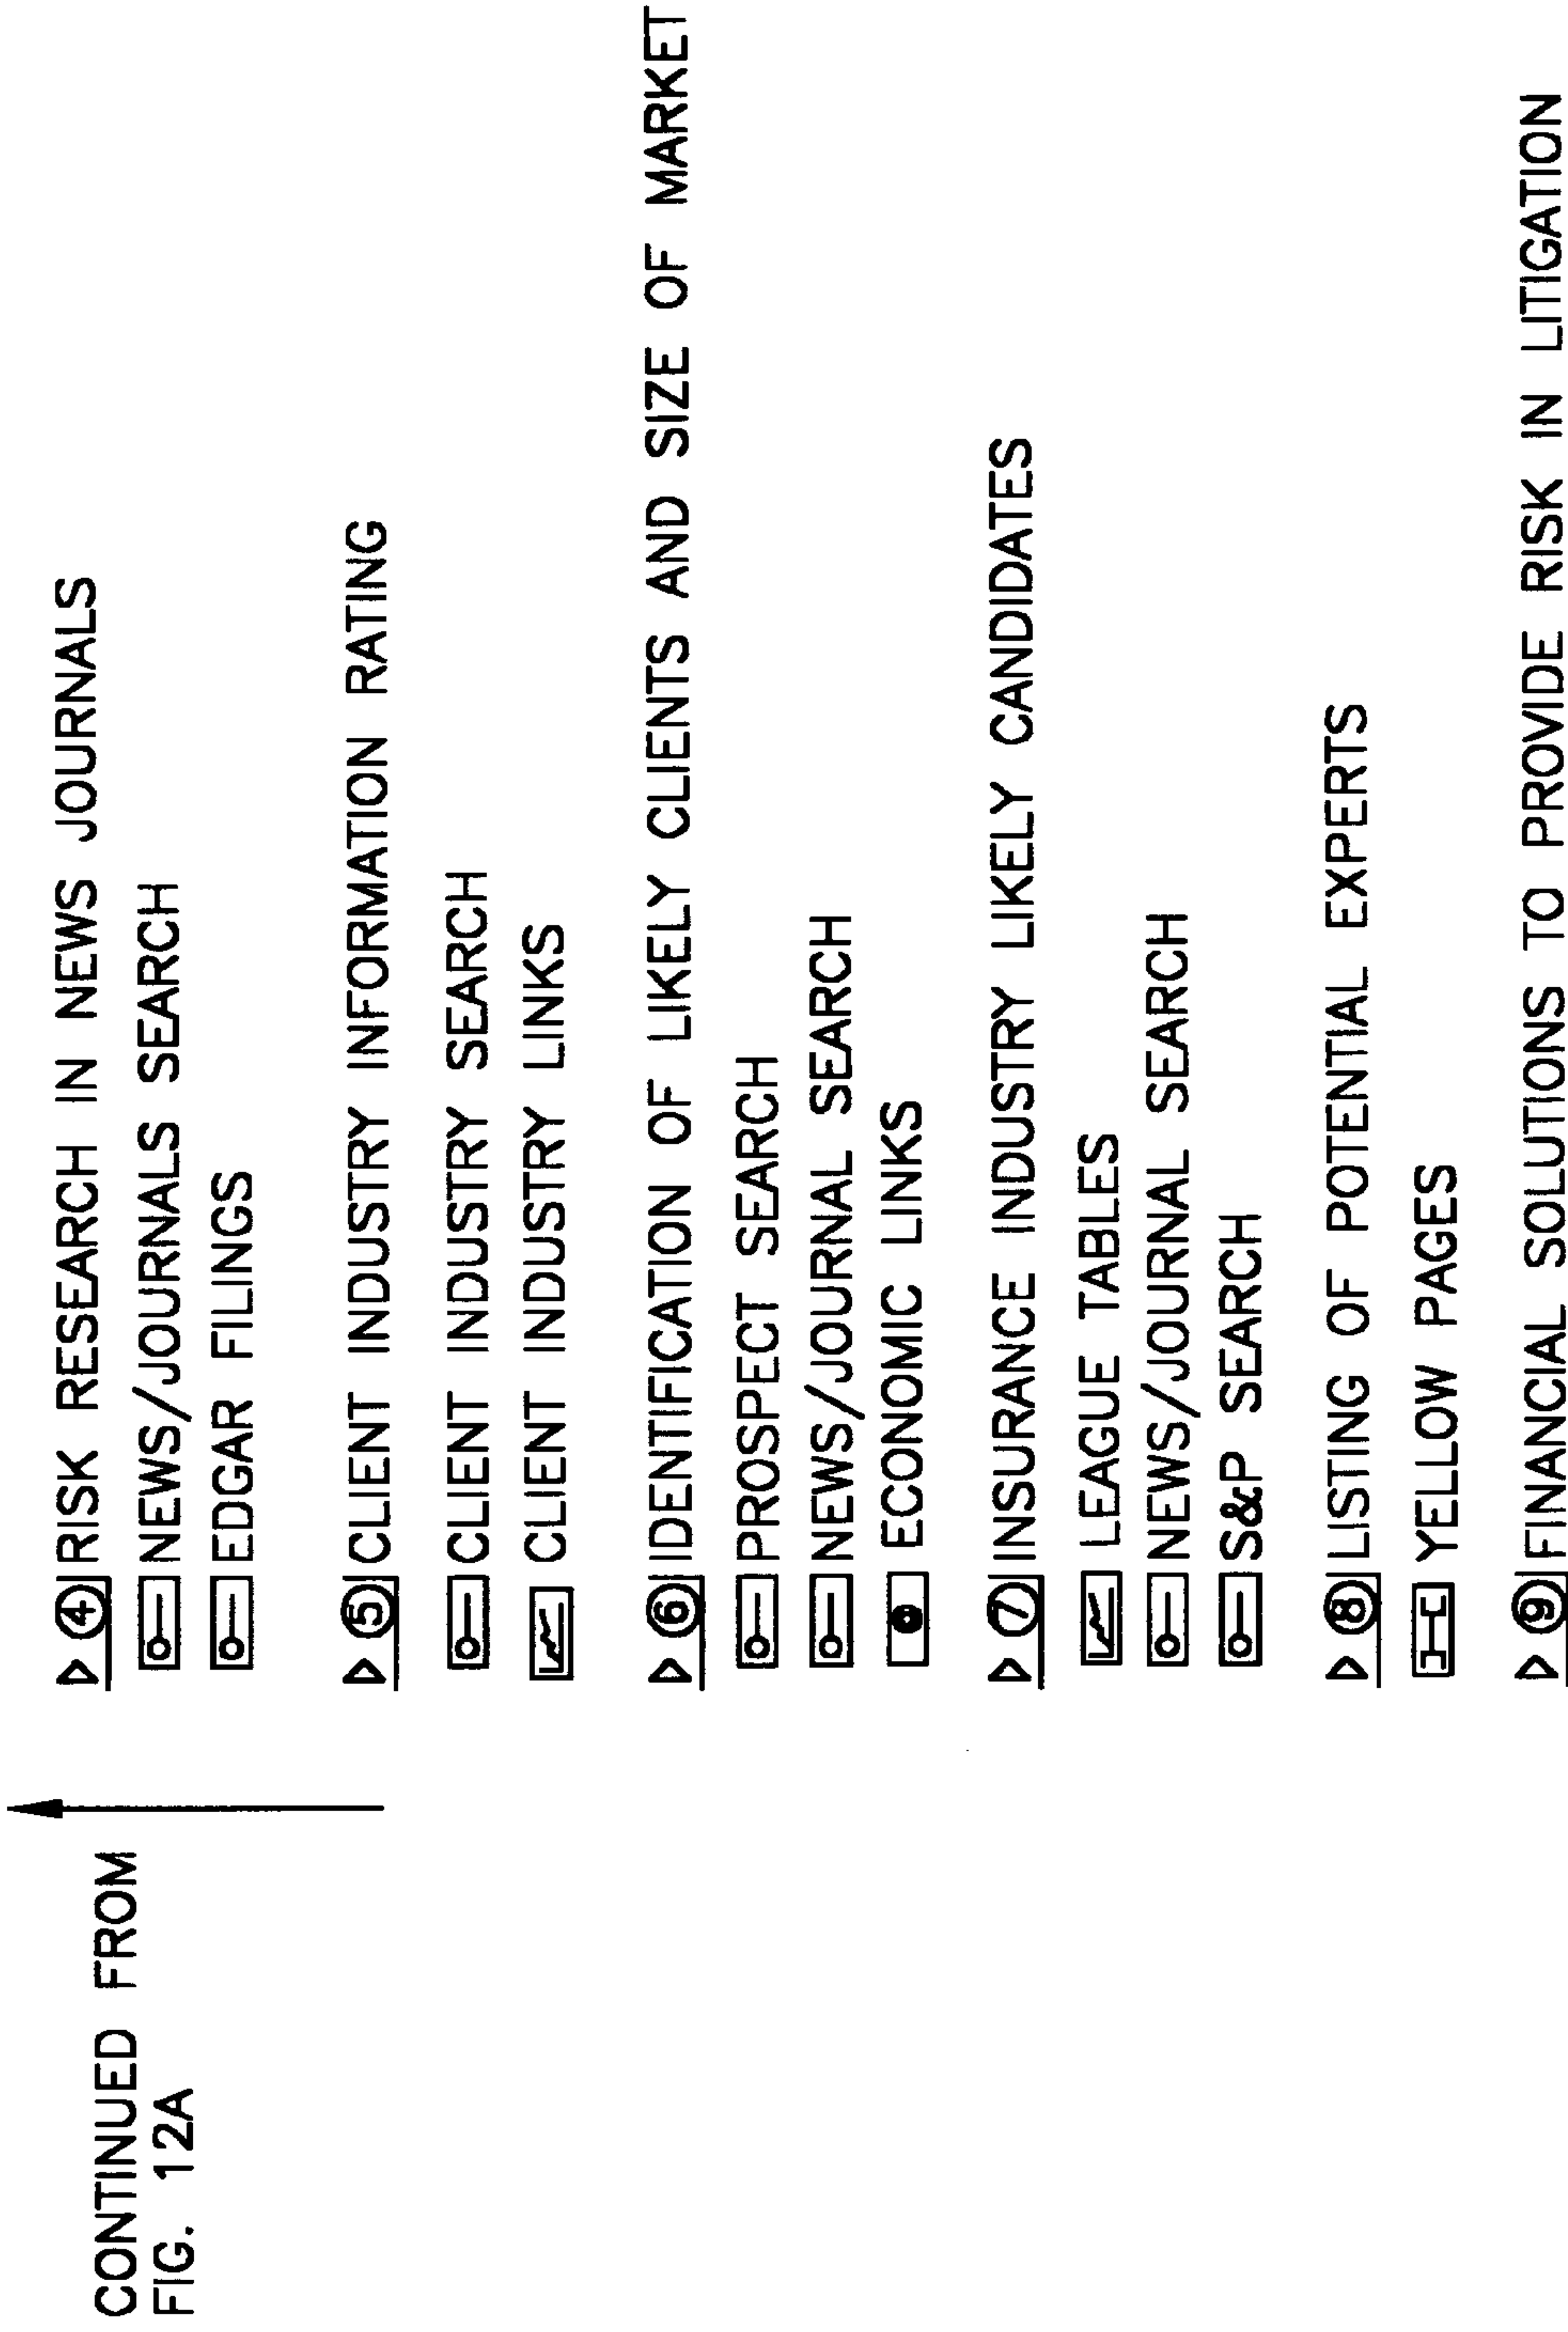 CONTINUED FROM
FIG. 12A
4 RISK RESEARCH IN NEWS JOURNALS
NEWS/JOURNALS SEARCH
EDGAR FILINGS
5 CLIENT INDUSTRY INFORMATION RATING
CLIENT INDUSTRY SEARCH
CLIENT INDUSTRY LINKS
6 IDENTIFICATION OF LIKELY CLIENTS AND SIZE OF MARKET
PROSPECT SEARCH
NEWS/JOURNAL SEARCH
ECONOMIC LINKS
7 INSURANCE INDUSTRY LIKELY CANDIDATES
LEAGUE TABLES
NEWS/JOURNAL SEARCH
S&P SEARCH
8 LISTING OF POTENTIAL EXPERTS
YELLOW PAGES
9 FINANCIAL SOLUTIONS TO PROVIDE RISK IN LITIGATION